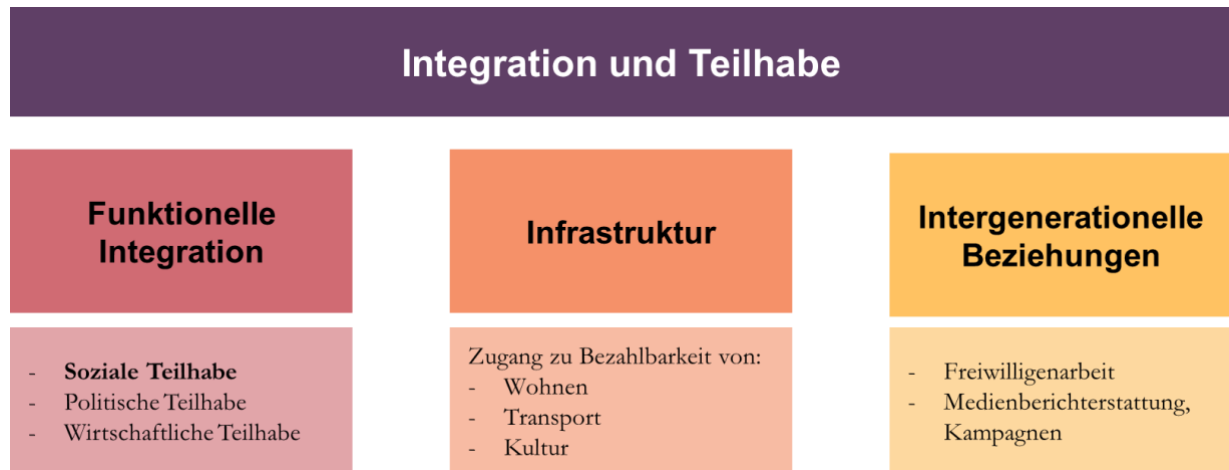 Integration und Teilhabe
Funktionelle
Integration
- Soziale Teilhabe
- Politische Teilhabe
- Wirtschaftliche Teilhabe
Infrastruktur
Zugang zu Bezahlbarkeit von:
- Wohnen
- Transport
- Kultur
Intergenerationelle
Beziehungen
- Freiwilligenarbeit
- Medienberichterstattung,
Kampagnen